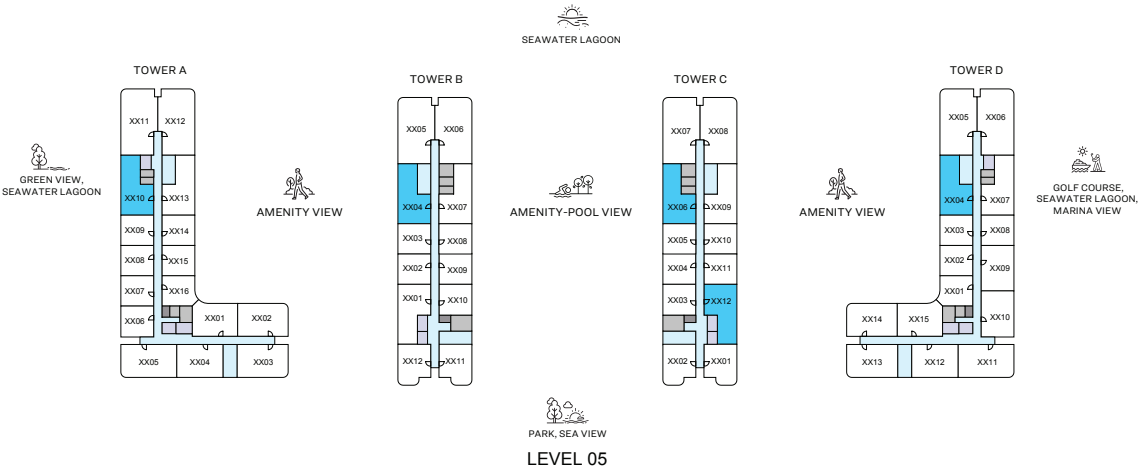 SEAWATER LAGOON
TOWER A
TOWER B
TOWER C
TOWER D
GREEN VIEW,
SEAWATER LAGOON
AMENITY VIEW
AMENITY-POOL VIEW
AMENITY VIEW
GOLF COURSE,
SEAWATER LAGOON,
MARINA VIEW
XX11 XX12
XX10 XX13
XX09 XX14
XX08 XX15
XX07 XX16
XX06 XX01 XX02
XX05 XX04 XX03
XX05 XX06
XX04 XX07
XX03 XX08
XX02 XX09
XX01 XX10
XX12 XX11
XX07 XX08
XX06 XX09
XX05 XX10
XX04 XX11
XX03 XX12
XX02 XX01
XX05 XX06
XX04 XX07
XX03 XX08
XX02 XX09
XX01
XX14 XX15 XX10
XX13 XX12 XX11
PARK, SEA VIEW
LEVEL 05